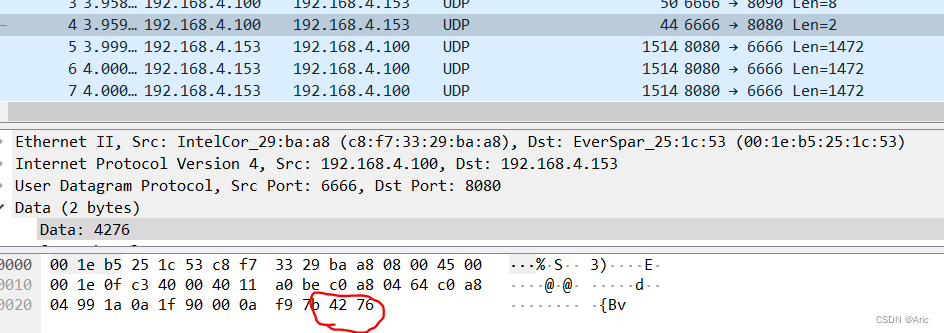 3 3.958… 192.168.4.100 192.168.4.153 UDP 50 6666 → 8090 Len=8
4 3.959… 192.168.4.100 192.168.4.153 UDP 44 6666 → 8080 Len=2
5 3.999… 192.168.4.153 192.168.4.100 UDP 1514 8080 → 6666 Len=1472
6 4.000… 192.168.4.153 192.168.4.100 UDP 1514 8080 → 6666 Len=1472
7 4.000… 192.168.4.153 192.168.4.100 UDP 1514 8080 → 6666 Len=1472
Ethernet II, Src: IntelCor_29:ba:a8 (c8:f7:33:29:ba:a8), Dst: EverSpar_25:1c:53 (00:1e:b5:25:1c:53)
Internet Protocol Version 4, Src: 192.168.4.100, Dst: 192.168.4.153
User Datagram Protocol, Src Port: 6666, Dst Port: 8080
Data (2 bytes)
Data: 4276
0000 00 1e b5 25 1c 53 c8 f7 33 29 ba a8 08 00 45 00 ···%·S·· 3)····E·
0010 00 1e 0f c3 40 00 40 11 a0 be c0 a8 04 64 c0 a8 ····@·@· ·····d··
0020 04 99 1a 0a 1f 90 00 0a f9 7b 42 76 ········ ·{Bv
CSDN @Aric